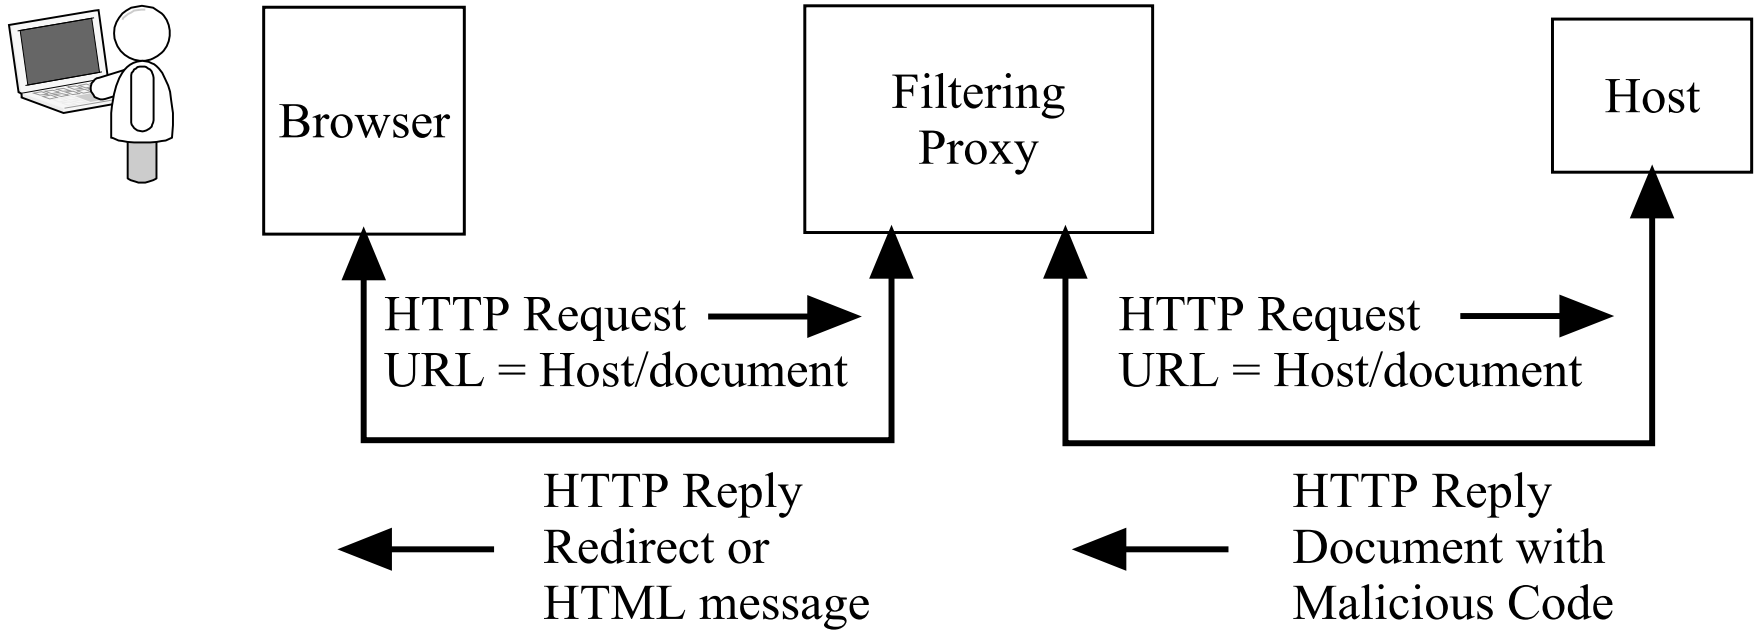 Browser
Filtering
Proxy
Host
HTTP Request
URL = Host/document
HTTP Request
URL = Host/document
HTTP Reply
Redirect or
HTML message
HTTP Reply
Document with
Malicious Code